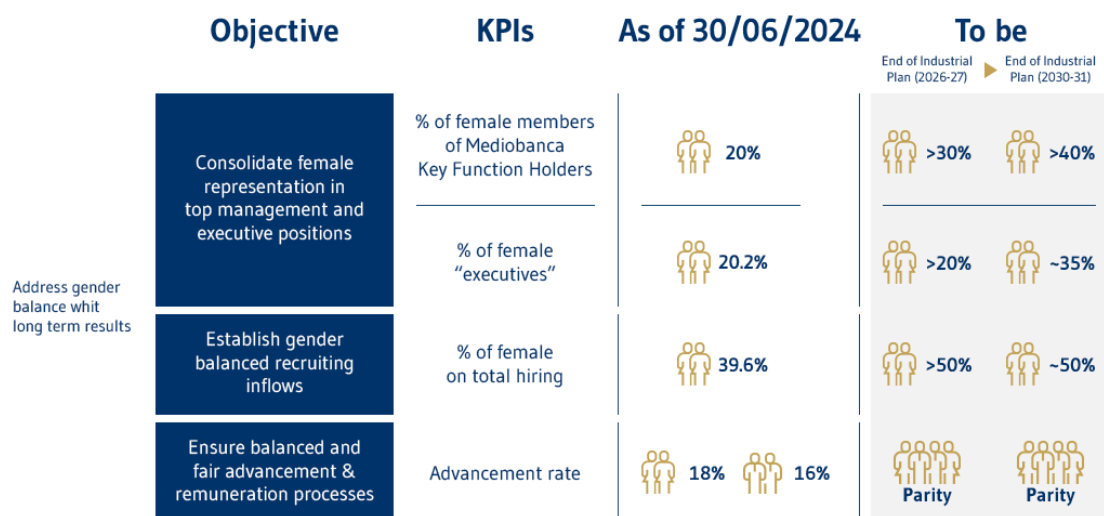 Objective
KPIs
As of 30/06/2024
To be
End of Industrial
Plan (2026-27)
End of Industrial
Plan (2030-31)
Address gender
balance whit
long term results
Consolidate female
representation in
top management and
executive positions
% of female members
of Mediobanca
Key Function Holders
20%
>30%
>40%
% of female
“executives”
20.2%
>20%
~35%
Establish gender
balanced recruiting
inflows
% of female
on total hiring
39.6%
>50%
~50%
Ensure balanced and
fair advancement &
remuneration processes
Advancement rate
18%
16%
Parity
Parity